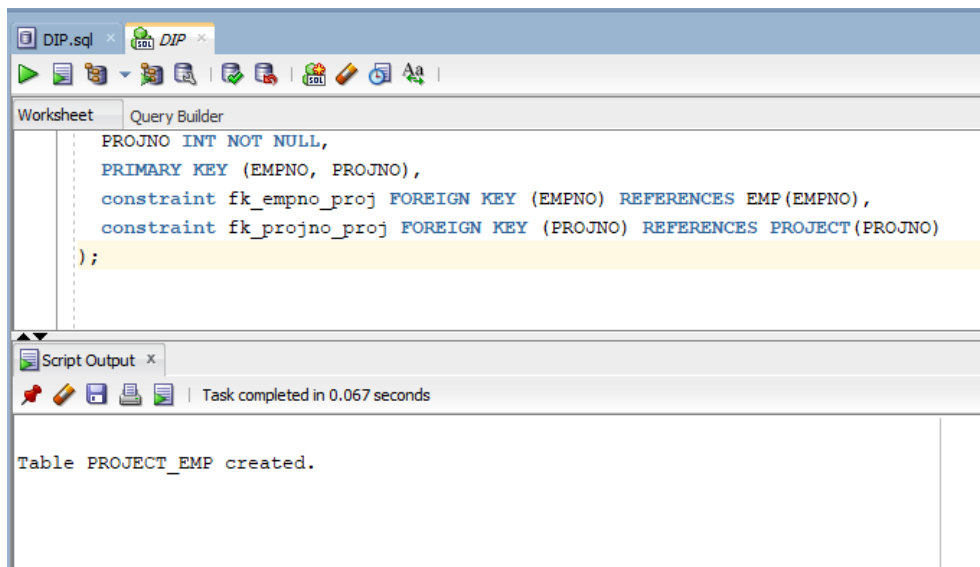 DIP.sql
DIP
Worksheet
Query Builder
PROJNO INT NOT NULL,
PRIMARY KEY (EMPNO, PROJNO),
constraint fk_empno_proj FOREIGN KEY (EMPNO) REFERENCES EMP(EMPNO),
constraint fk_projno_proj FOREIGN KEY (PROJNO) REFERENCES PROJECT(PROJNO)
);
Script Output x
Task completed in 0.067 seconds
Table PROJECT_EMP created.